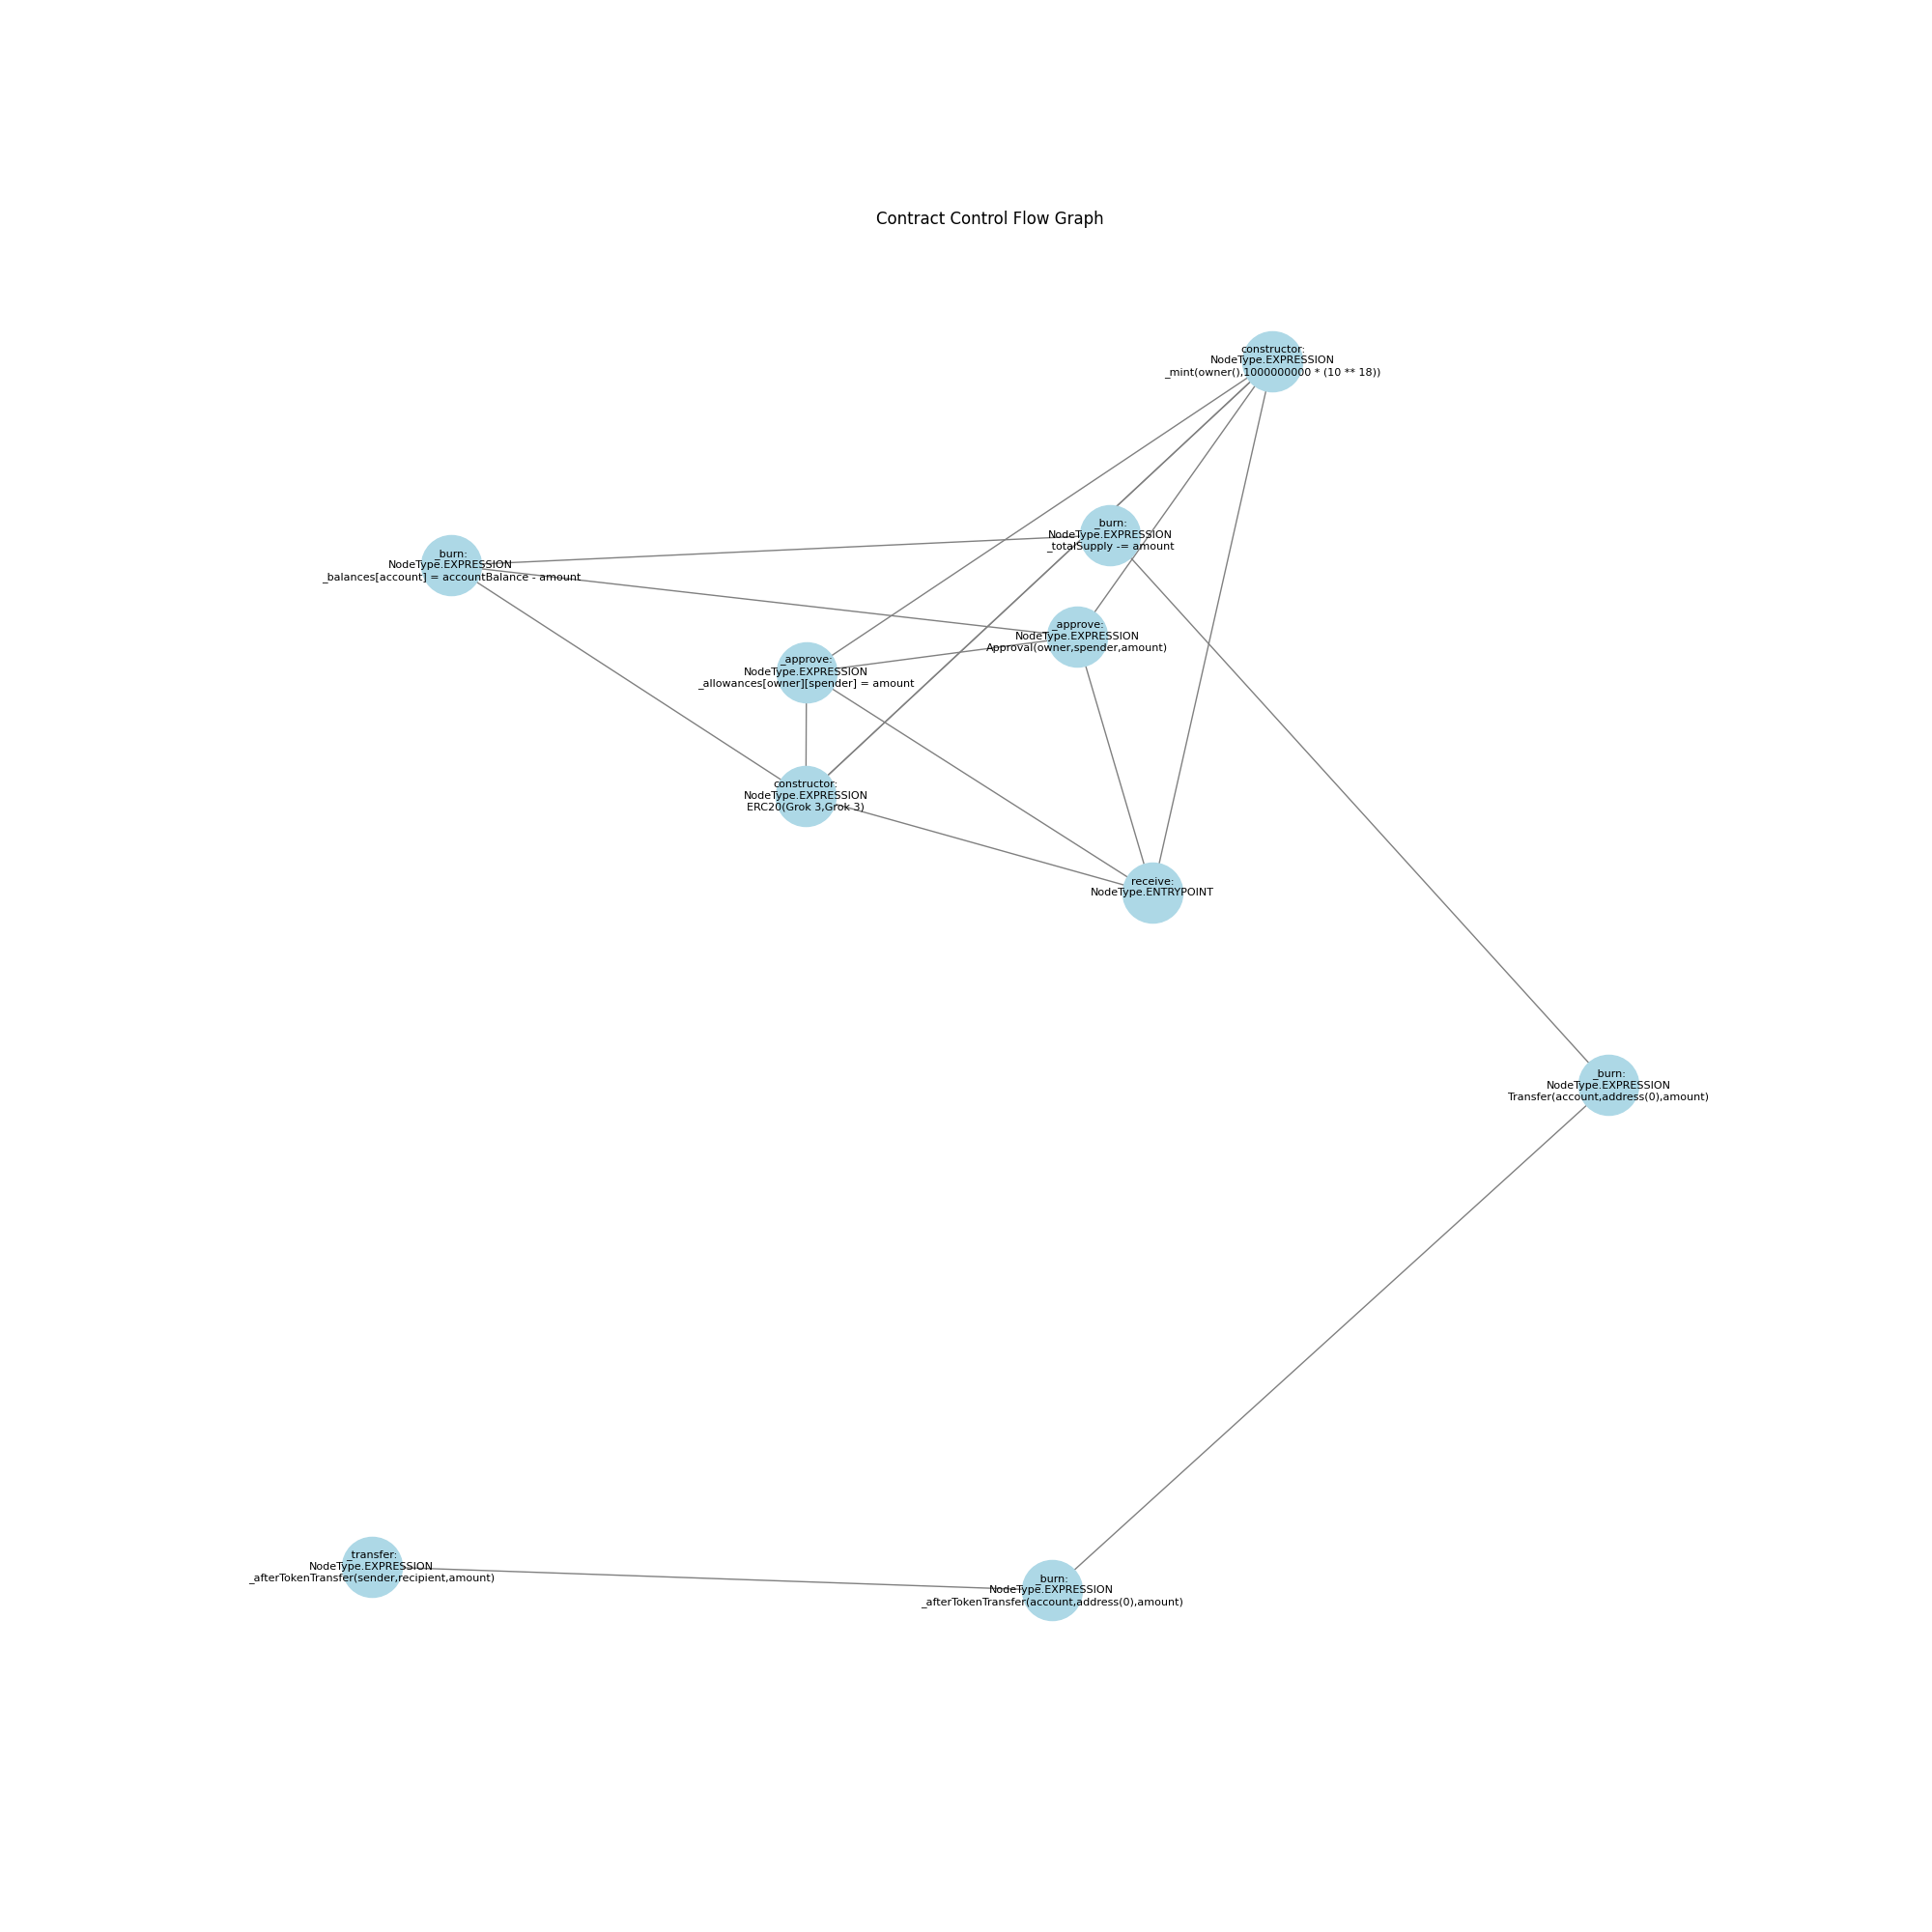 Contract Control Flow Graph
constructor:
NodeType.EXPRESSION
_mint(owner(),1000000000 * (10 ** 18))
_burn:
NodeType.EXPRESSION
_totalSupply -= amount
_burn:
NodeType.EXPRESSION
_balances[account] = accountBalance - amount
_approve:
NodeType.EXPRESSION
Approval(owner,spender,amount)
_approve:
NodeType.EXPRESSION
_allowances[owner][spender] = amount
constructor:
NodeType.EXPRESSION
ERC20(Grok 3,Grok 3)
receive:
NodeType.ENTRYPOINT
_burn:
NodeType.EXPRESSION
Transfer(account,address(0),amount)
_transfer:
NodeType.EXPRESSION
_afterTokenTransfer(sender,recipient,amount)
_burn:
NodeType.EXPRESSION
_afterTokenTransfer(account,address(0),amount)